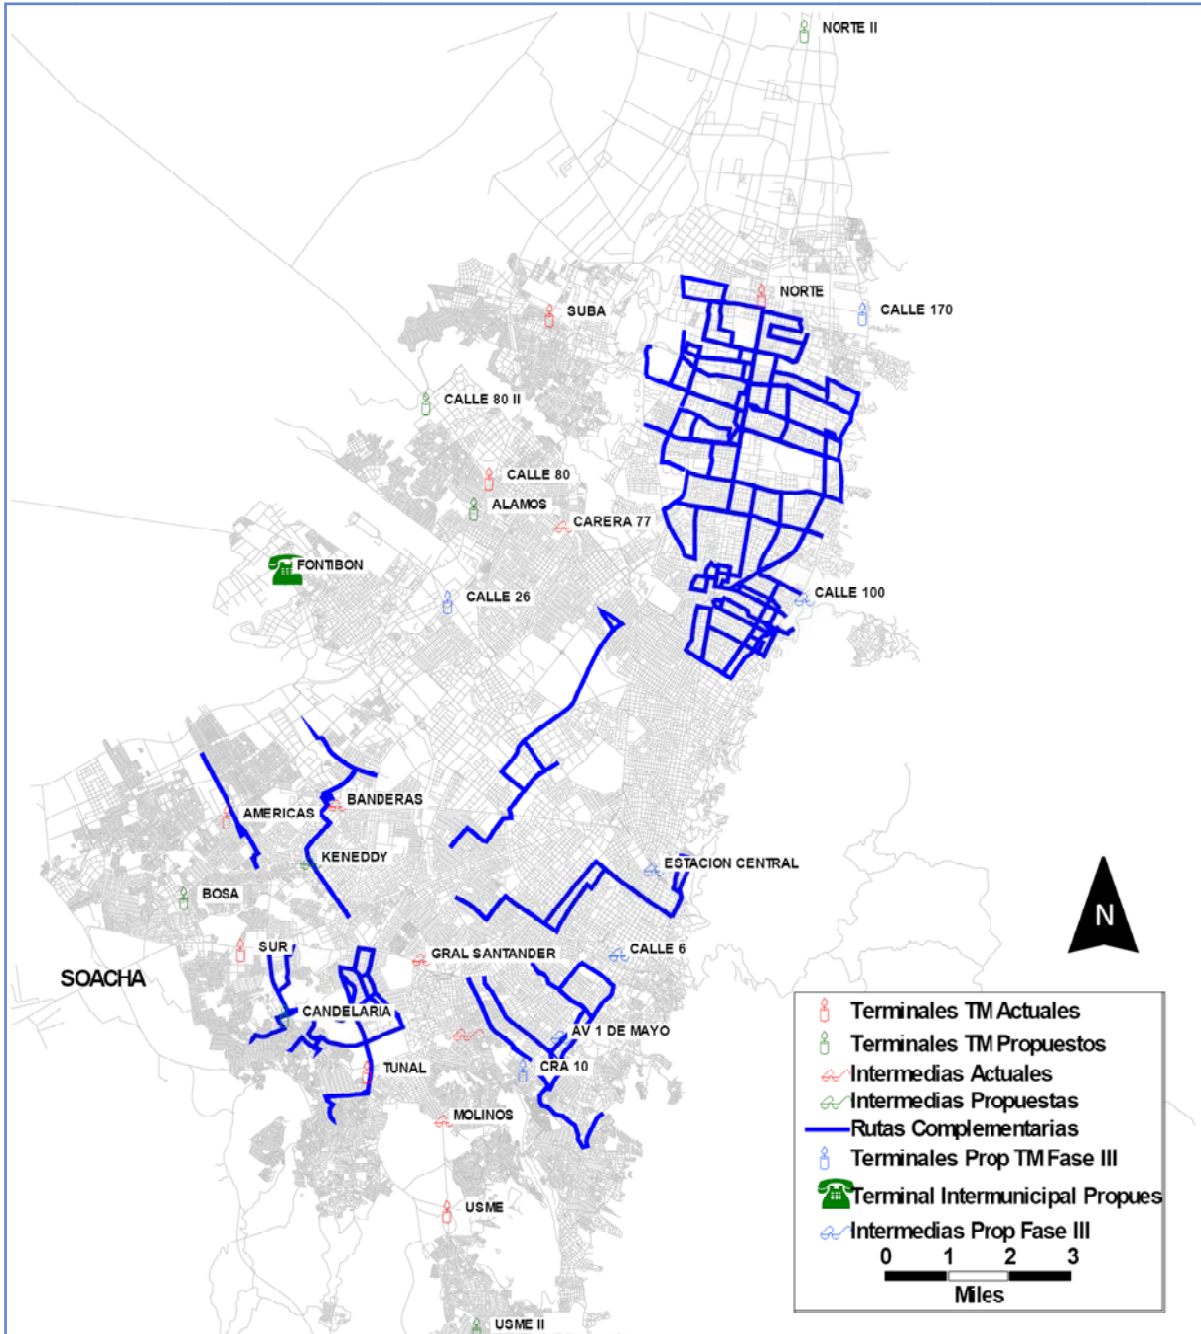 NORTE II
NORTE
SUBA
CALLE 170
CALLE 80 II
CALLE 80
ALAMOS
CARERA 77
FONTIBON
CALLE 26
CALLE 100
BANDERAS
AMERICAS
KENEDDY
ESTACION CENTRAL
BOSA
SUR
GRAL SANTANDER
CALLE 6
SOACHA
CANDELARIA
AV 1 DE MAYO
TUNAL
CRA 10
MOLINOS
USME
USME II
N
Terminales TM Actuales
Terminales TM Propuestos
Intermedias Actuales
Intermedias Propuestas
Rutas Complementarias
Terminales Prop TM Fase III
Terminal Intermunicipal Propues
Intermedias Prop Fase III
0 1 2 3
Miles